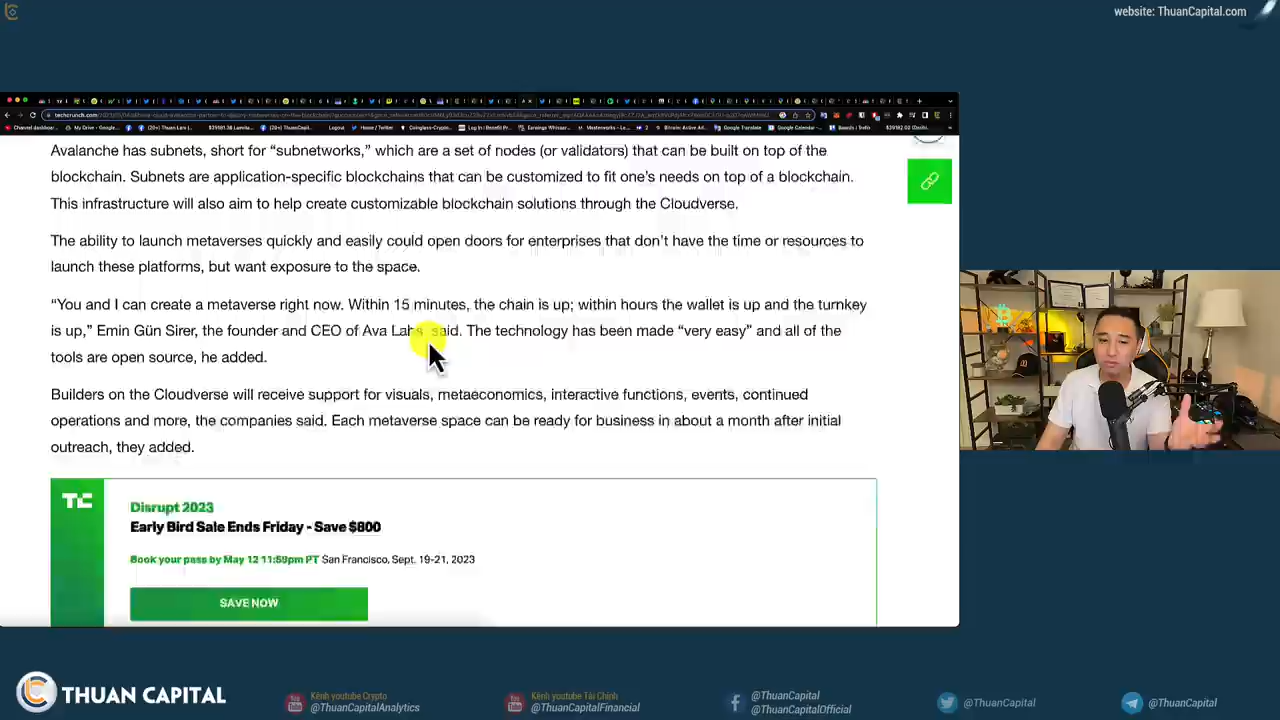 website: ThuanCapital.com
Avalanche has subnets, short for “subnetworks,” which are a set of nodes (or validators) that can be built on top of the
blockchain. Subnets are application-specific blockchains that can be customized to fit one’s needs on top of a blockchain.
This infrastructure will also aim to help create customizable blockchain solutions through the Cloudverse.
The ability to launch metaverses quickly and easily could open doors for enterprises that don’t have the time or resources to
launch these platforms, but want exposure to the space.
“You and I can create a metaverse right now. Within 15 minutes, the chain is up; within hours the wallet is up and the turnkey
is up,” Emin Gün Sirer, the founder and CEO of Ava Labs, said. The technology has been made “very easy” and all of the
tools are open source, he added.
Builders on the Cloudverse will receive support for visuals, metaeconomics, interactive functions, events, continued
operations and more, the companies said. Each metaverse space can be ready for business in about a month after initial
outreach, they added.
TC
Disrupt 2023
Early Bird Sale Ends Friday - Save $800
Book your pass by May 12 11:59pm PT San Francisco, Sept. 19-21, 2023
SAVE NOW
THUAN CAPITAL
Kênh youtube Crypto
@ThuanCapitalAnalytics
Kênh youtube Tài Chính
@ThuanCapitalFinancial
@ThuanCapital
@ThuanCapitalOfficial
@ThuanCapital
@ThuanCapital